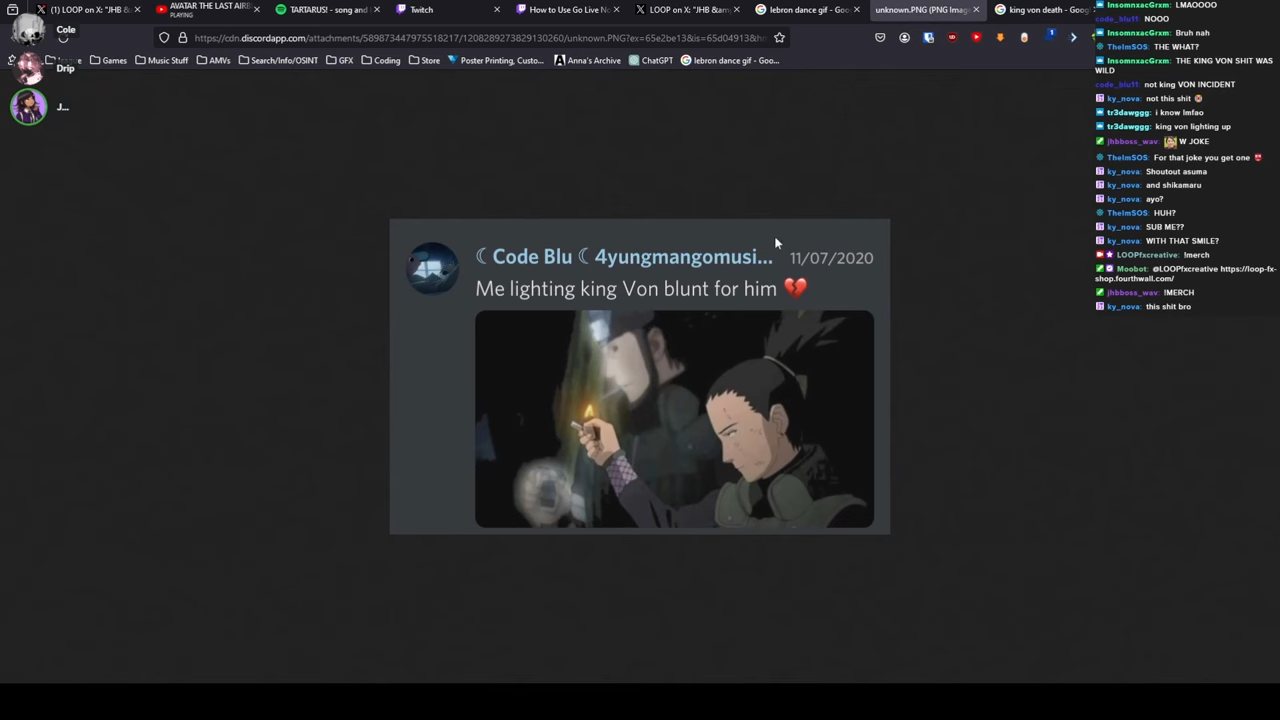 (1) LOOP on X: "JHB &am
AVATAR THE LAST AIRB
PLAYING
TARTARUS! - song and
Twitch
How to Use Go Live No
LOOP on X: "JHB &amp
lebron dance gif - Goo
unknown.PNG (PNG Imag
king von death - Goog
https://cdn.discordapp.com/attachments/589873447975518217/1208289273829130260/unknown.PNG?ex=65e2be13&is=65d04913&h
1
Games
Music Stuff
AMVs
Search/Info/OSINT
GFX
Coding
Store
Poster Printing, Custo...
Anna's Archive
ChatGPT
lebron dance gif - Goo...
Cole
Drip
J...
☾Code Blu ☾4yungmangomusi...
11/07/2020
Me lighting king Von blunt for him 💔
InsomnxacGrxm: LMAOOOO
code_blu11: NOOO
InsomnxacGrxm: Bruh nah
TheImSOS: THE WHAT?
InsomnxacGrxm: THE KING VON SHIT WAS
WILD
code_blu11: not king VON INCIDENT
ky_nova: not this shit
tr3dawggg: i know lmfao
tr3dawggg: king von lighting up
jhbboss_wav: W JOKE
TheImSOS: For that joke you get one
ky_nova: Shoutout asuma
ky_nova: and shikamaru
ky_nova: ayo?
TheImSOS: HUH?
ky_nova: SUB ME??
ky_nova: WITH THAT SMILE?
LOOPfxcreative: !merch
Moobot: @LOOPfxcreative https://loop-fx-
shop.fourthwall.com/
jhbboss_wav: !MERCH
ky_nova: this shit bro